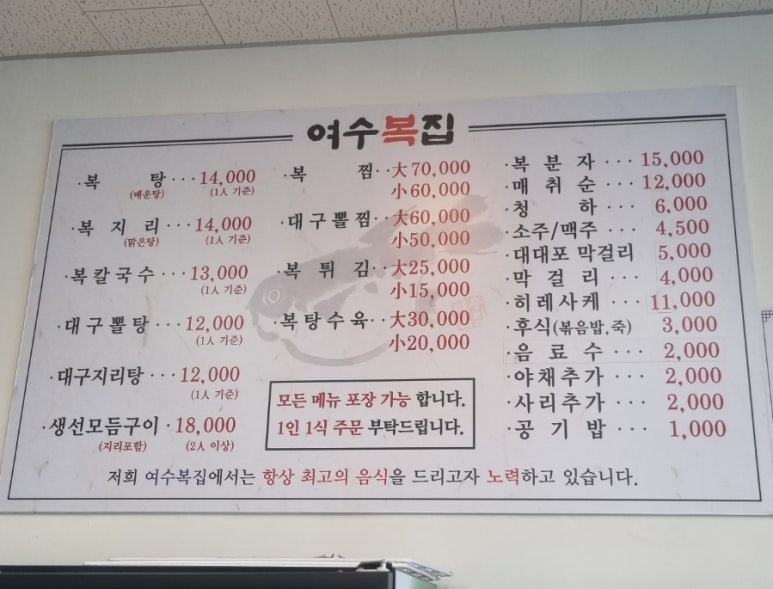 여수복집
·복 탕···14,000
(매운탕) (1人 기준)
·복 지 리···14,000
(맑은탕) (1人 기준)
·복칼국수···13,000
(1人 기준)
·대구뽈탕··12,000
(1人 기준)
·대구지리탕···12,000
(1人 기준)
·생선모듬구이·18,000
(지리포함) (2人 이상)
·복 찜··大70,000
小60,000
·대구뽈찜··大60,000
小50,000
·복 튀 김··大25,000
小15,000
·복탕수육··大30,000
小20,000
모든 메뉴 포장 가능 합니다.
1인 1식 주문 부탁드립니다.
·복 분 자···15,000
·매 취 순···12,000
·청 하···6,000
·소주/맥주···4,500
·대대포 막걸리 5,000
·막 걸 리···4,000
·히레사케···11,000
·후식(볶음밥,죽) 3,000
·음 료 수···2,000
·야채추가···2,000
·사리추가···2,000
·공 기 밥···1,000
저희 여수복집에서는 항상 최고의 음식을 드리고자 노력하고 있습니다.